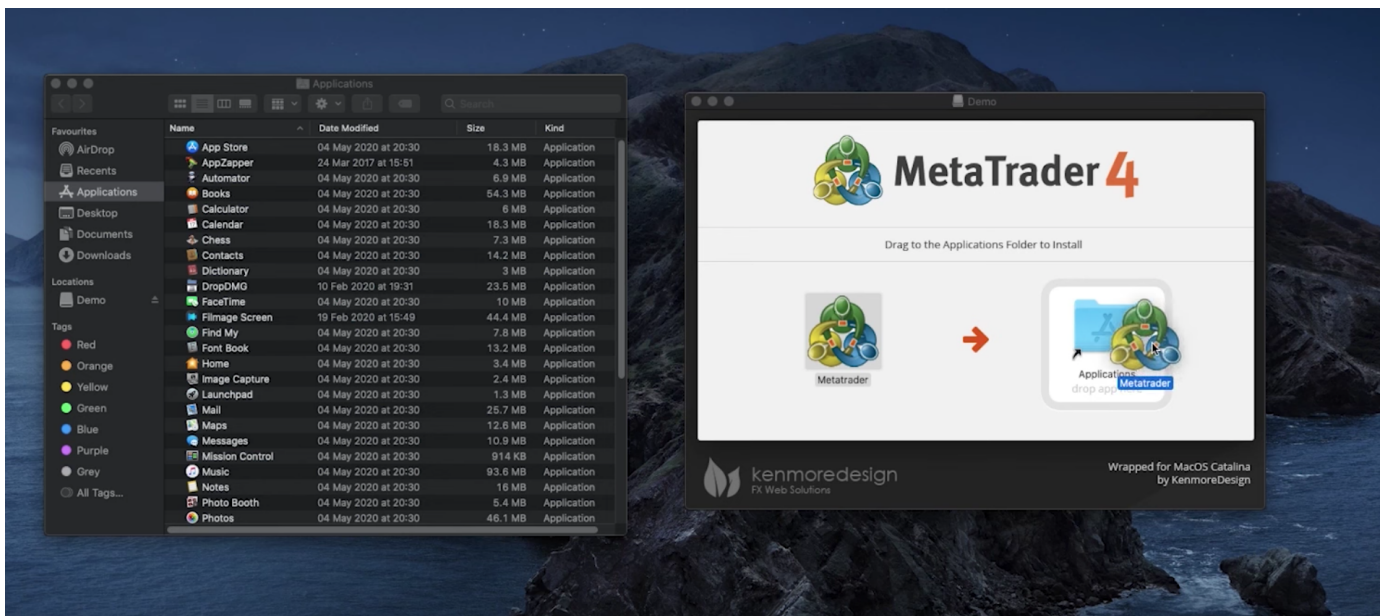 Applications
Search
Favourites
AirDrop
Recents
Applications
Desktop
Documents
Downloads
Locations
Demo
Tags
Red
Orange
Yellow
Green
Blue
Purple
Grey
All Tags...
Name Date Modified Size Kind
App Store 04 May 2020 at 20:30 18.3 MB Application
AppZapper 24 Mar 2017 at 15:51 4.3 MB Application
Automator 04 May 2020 at 20:30 6.9 MB Application
Books 04 May 2020 at 20:30 54.3 MB Application
Calculator 04 May 2020 at 20:30 6 MB Application
Calendar 04 May 2020 at 20:30 18.3 MB Application
Chess 04 May 2020 at 20:30 7.3 MB Application
Contacts 04 May 2020 at 20:30 14.2 MB Application
Dictionary 04 May 2020 at 20:30 3 MB Application
DropDMG 10 Feb 2020 at 19:31 23.5 MB Application
FaceTime 04 May 2020 at 20:30 10 MB Application
Filmage Screen 19 Feb 2020 at 15:49 44.4 MB Application
Find My 04 May 2020 at 20:30 7.8 MB Application
Font Book 04 May 2020 at 20:30 13.2 MB Application
Home 04 May 2020 at 20:30 3.4 MB Application
Image Capture 04 May 2020 at 20:30 2.4 MB Application
Launchpad 04 May 2020 at 20:30 1.3 MB Application
Mail 04 May 2020 at 20:30 25.7 MB Application
Maps 04 May 2020 at 20:30 12.6 MB Application
Messages 04 May 2020 at 20:30 10.9 MB Application
Mission Control 04 May 2020 at 20:30 914 KB Application
Music 04 May 2020 at 20:30 93.6 MB Application
Notes 04 May 2020 at 20:30 16 MB Application
Photo Booth 04 May 2020 at 20:30 5.4 MB Application
Photos 04 May 2020 at 20:30 46.1 MB Application
Demo
MetaTrader 4
Drag to the Applications Folder to Install
Metatrader
Applications
drop
Metatrader
kenmoredesign
FX Web Solutions
Wrapped for MacOS Catalina
by KenmoreDesign